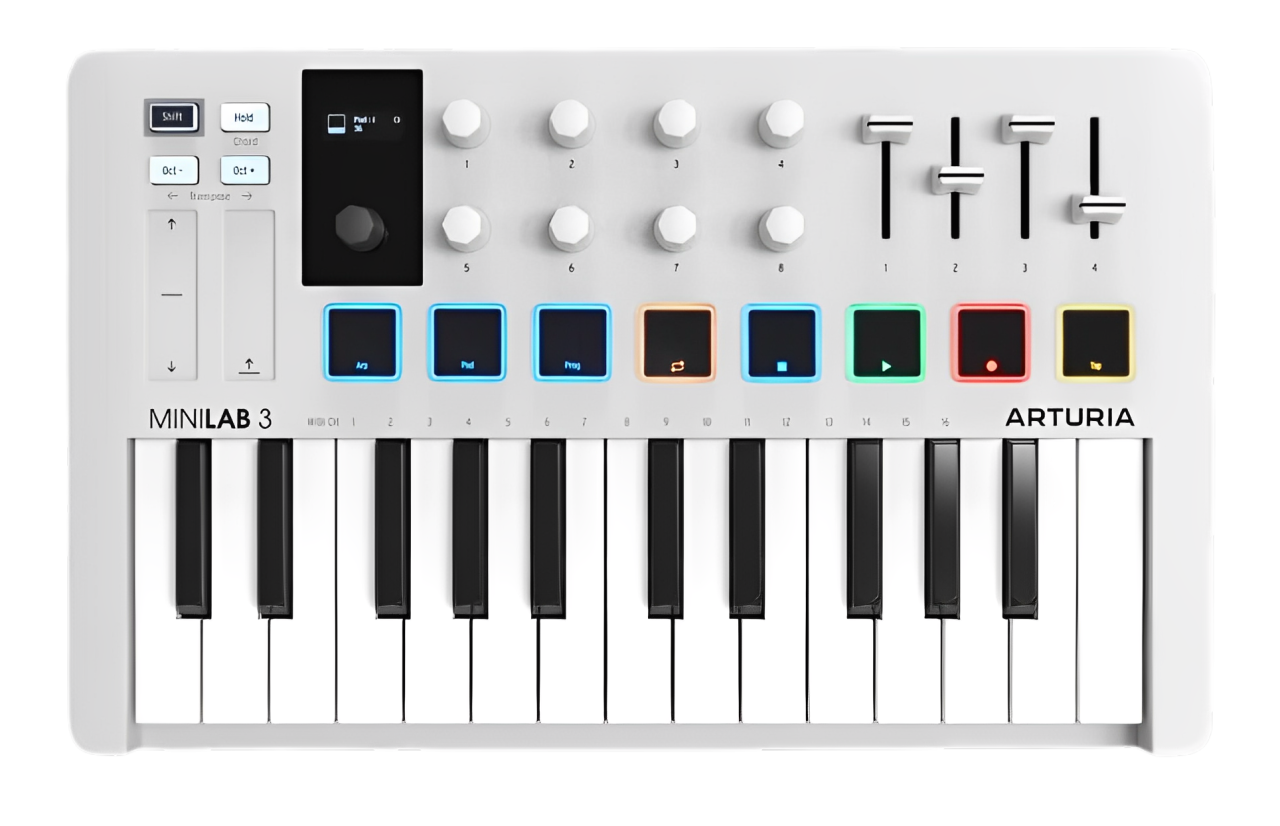 Shift
Hold
Chord
Oct -
Oct +
← Transpose →
1 2 3 4
5 6 7 8
1 2 3 4
Arp
Pad
Prog
Tap
MINILAB 3
MIDI CH 1 2 3 4 5 6 7 8 9 10 11 12 13 14 15 16
ARTURIA